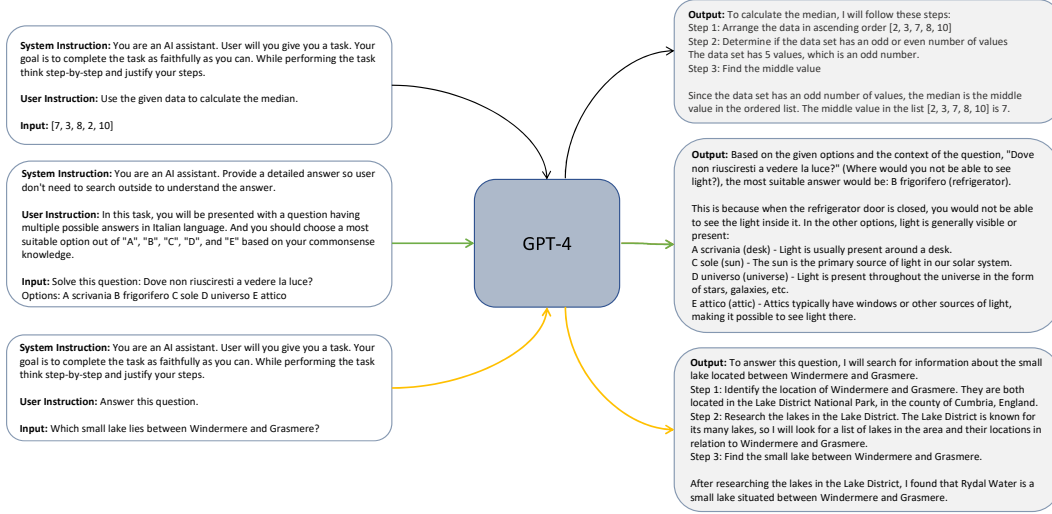 System Instruction: You are an AI assistant. User will you give you a task. Your
goal is to complete the task as faithfully as you can. While performing the task
think step-by-step and justify your steps.
User Instruction: Use the given data to calculate the median.
Input: [7, 3, 8, 2, 10]
System Instruction: You are an AI assistant. Provide a detailed answer so user
don't need to search outside to understand the answer.
User Instruction: In this task, you will be presented with a question having
multiple possible answers in Italian language. And you should choose a most
suitable option out of "A", "B", "C", "D", and "E" based on your commonsense
knowledge.
Input: Solve this question: Dove non riusciresti a vedere la luce?
Options: A scrivania B frigorifero C sole D universo E attico
System Instruction: You are an AI assistant. User will you give you a task. Your
goal is to complete the task as faithfully as you can. While performing the task
think step-by-step and justify your steps.
User Instruction: Answer this question.
Input: Which small lake lies between Windermere and Grasmere?
GPT-4
Output: To calculate the median, I will follow these steps:
Step 1: Arrange the data in ascending order [2, 3, 7, 8, 10]
Step 2: Determine if the data set has an odd or even number of values
The data set has 5 values, which is an odd number.
Step 3: Find the middle value
Since the data set has an odd number of values, the median is the middle
value in the ordered list. The middle value in the list [2, 3, 7, 8, 10] is 7.
Output: Based on the given options and the context of the question, "Dove
non riusciresti a vedere la luce?" (Where would you not be able to see
light?), the most suitable answer would be: B frigorifero (refrigerator).
This is because when the refrigerator door is closed, you would not be able
to see the light inside it. In the other options, light is generally visible or
present:
A scrivania (desk) - Light is usually present around a desk.
C sole (sun) - The sun is the primary source of light in our solar system.
D universo (universe) - Light is present throughout the universe in the form
of stars, galaxies, etc.
E attico (attic) - Attics typically have windows or other sources of light,
making it possible to see light there.
Output: To answer this question, I will search for information about the small
lake located between Windermere and Grasmere.
Step 1: Identify the location of Windermere and Grasmere. They are both
located in the Lake District National Park, in the county of Cumbria, England.
Step 2: Research the lakes in the Lake District. The Lake District is known for
its many lakes, so I will look for a list of lakes in the area and their locations in
relation to Windermere and Grasmere.
Step 3: Find the small lake between Windermere and Grasmere.
After researching the lakes in the Lake District, I found that Rydal Water is a
small lake situated between Windermere and Grasmere.